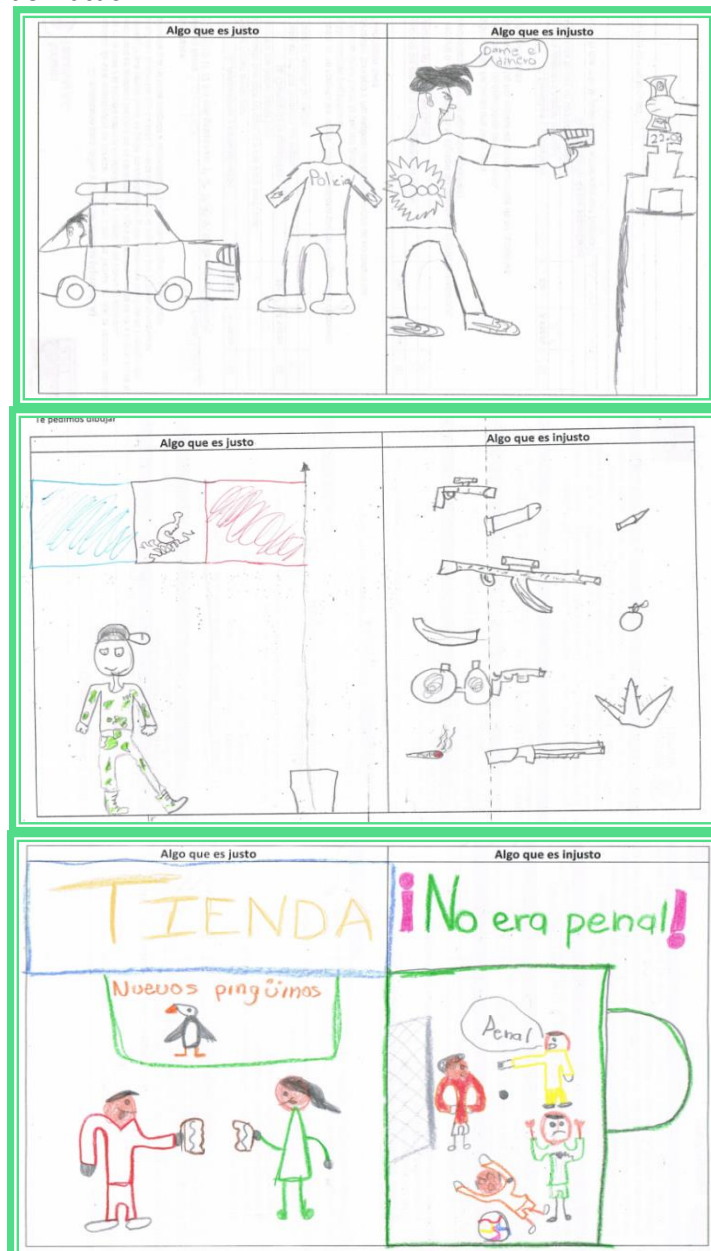 Algo que es justo
Algo que es injusto
Dame el
dinero
Policia
Boo
Te pedimos dibujar
Algo que es justo
Algo que es injusto
Algo que es justo
Algo que es injusto
TIENDA
¡No era penal!
Nuevos pingüinos
Penal